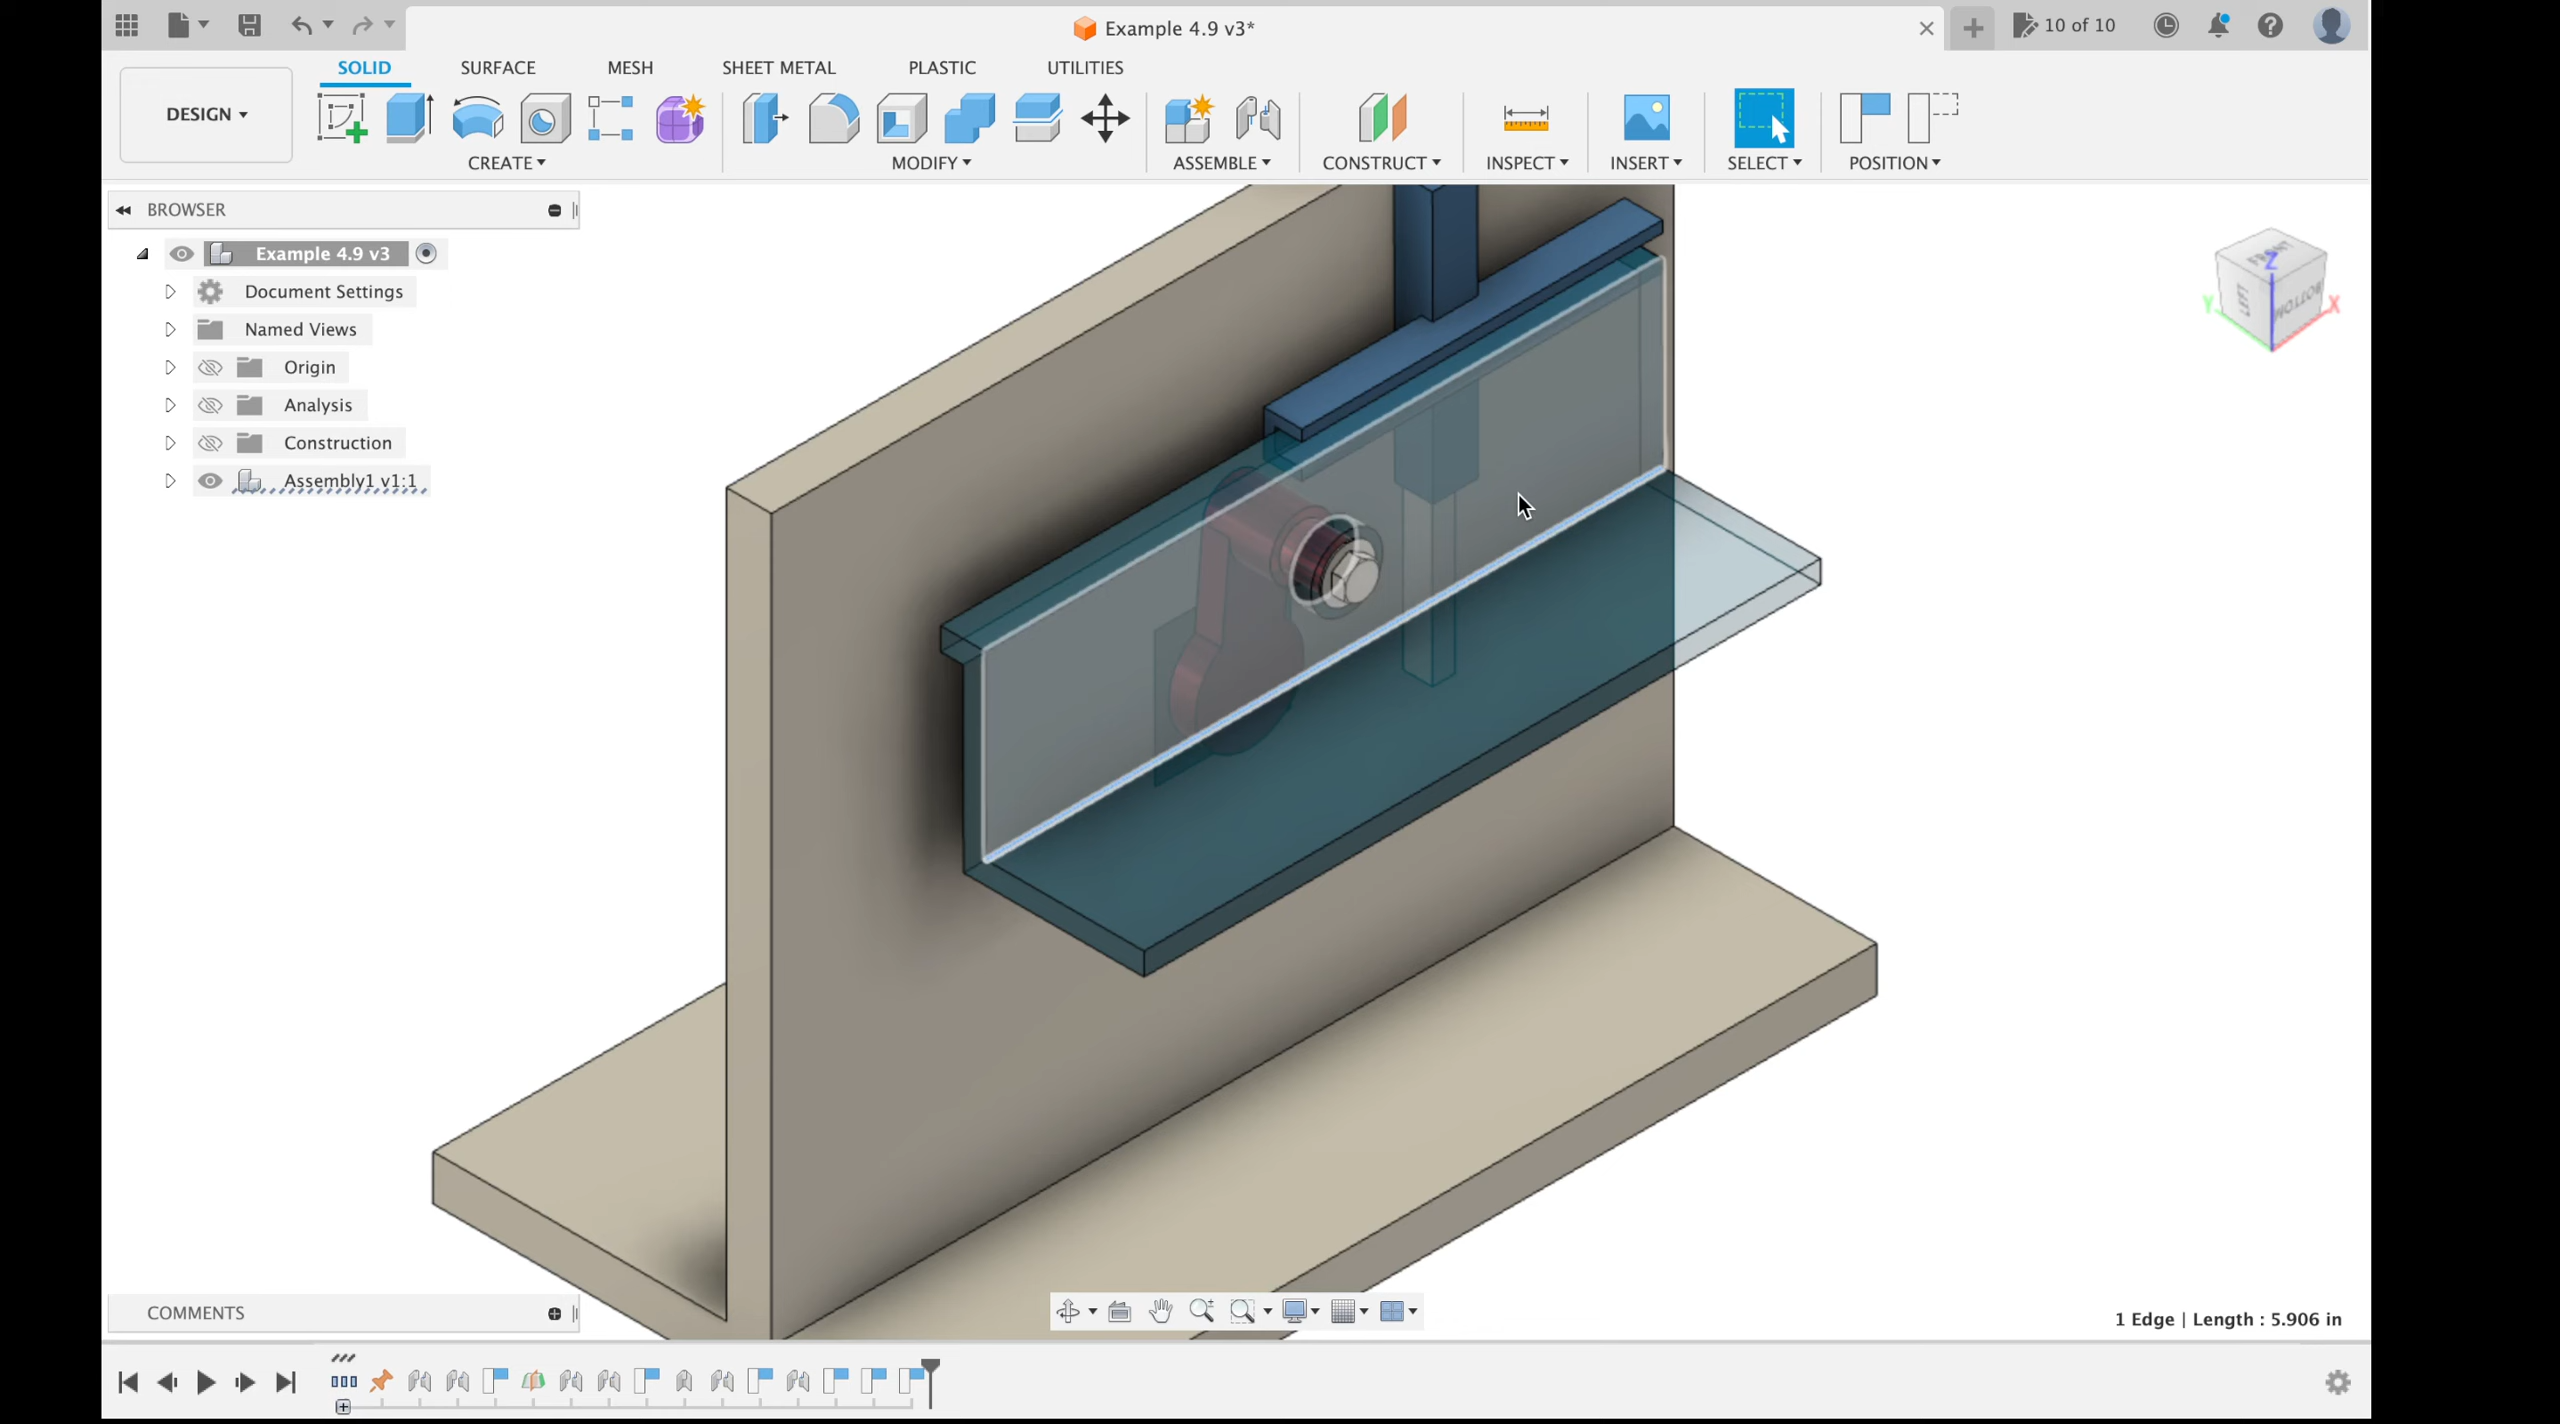 Example 4.9 v3*
10 of 10
SOLID SURFACE MESH SHEET METAL PLASTIC UTILITIES
DESIGN
CREATE MODIFY ASSEMBLE CONSTRUCT INSPECT INSERT SELECT POSITION
BROWSER
Example 4.9 v3
Document Settings
Named Views
Origin
Analysis
Construction
Assembly1 v1:1
Z
Y
X
LEFT
BOTTOM
COMMENTS
1 Edge | Length : 5.906 in